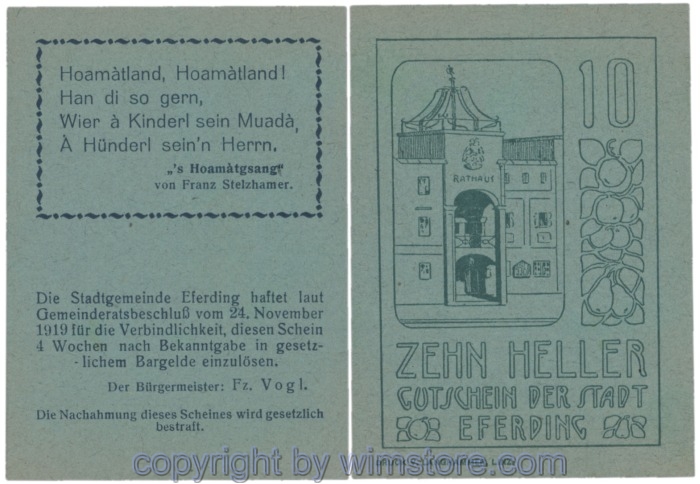 Hoamàtland, Hoamàtland!
Han di so gern,
Wier à Kinderl sein Muadà,
À Hünderl sein'n Herrn.
„'s Hoamàtgsang“
von Franz Stelzhamer.
Die Stadtgemeinde Eferding haftet laut
Gemeinderatsbeschluß vom 24. November
1919 für die Verbindlichkeit, diesen Schein
4 Wochen nach Bekanntgabe in gesetz-
- lichem Bargelde einzulösen.
Der Bürgermeister: Fz. Vogl.
Die Nachahmung dieses Scheines wird gesetzlich
bestraft.
10
RATHAUS
ZEHN HELLER
GUTSCHEIN DER STADT
EFERDING
copyright by wimstore.com